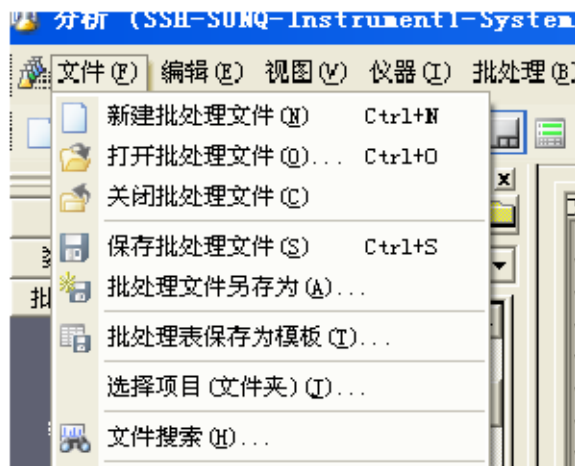 分析 (SSH-SUNQ-Instrument1-System
文件(F) 编辑(E) 视图(V) 仪器(I) 批处理(B)
新建批处理文件(N) Ctrl+N
打开批处理文件(O)... Ctrl+O
关闭批处理文件(C)
保存批处理文件(S) Ctrl+S
批处理文件另存为(A)...
批
批处理表保存为模板(T)...
选择项目(文件夹)(J)...
文件搜索(H)...